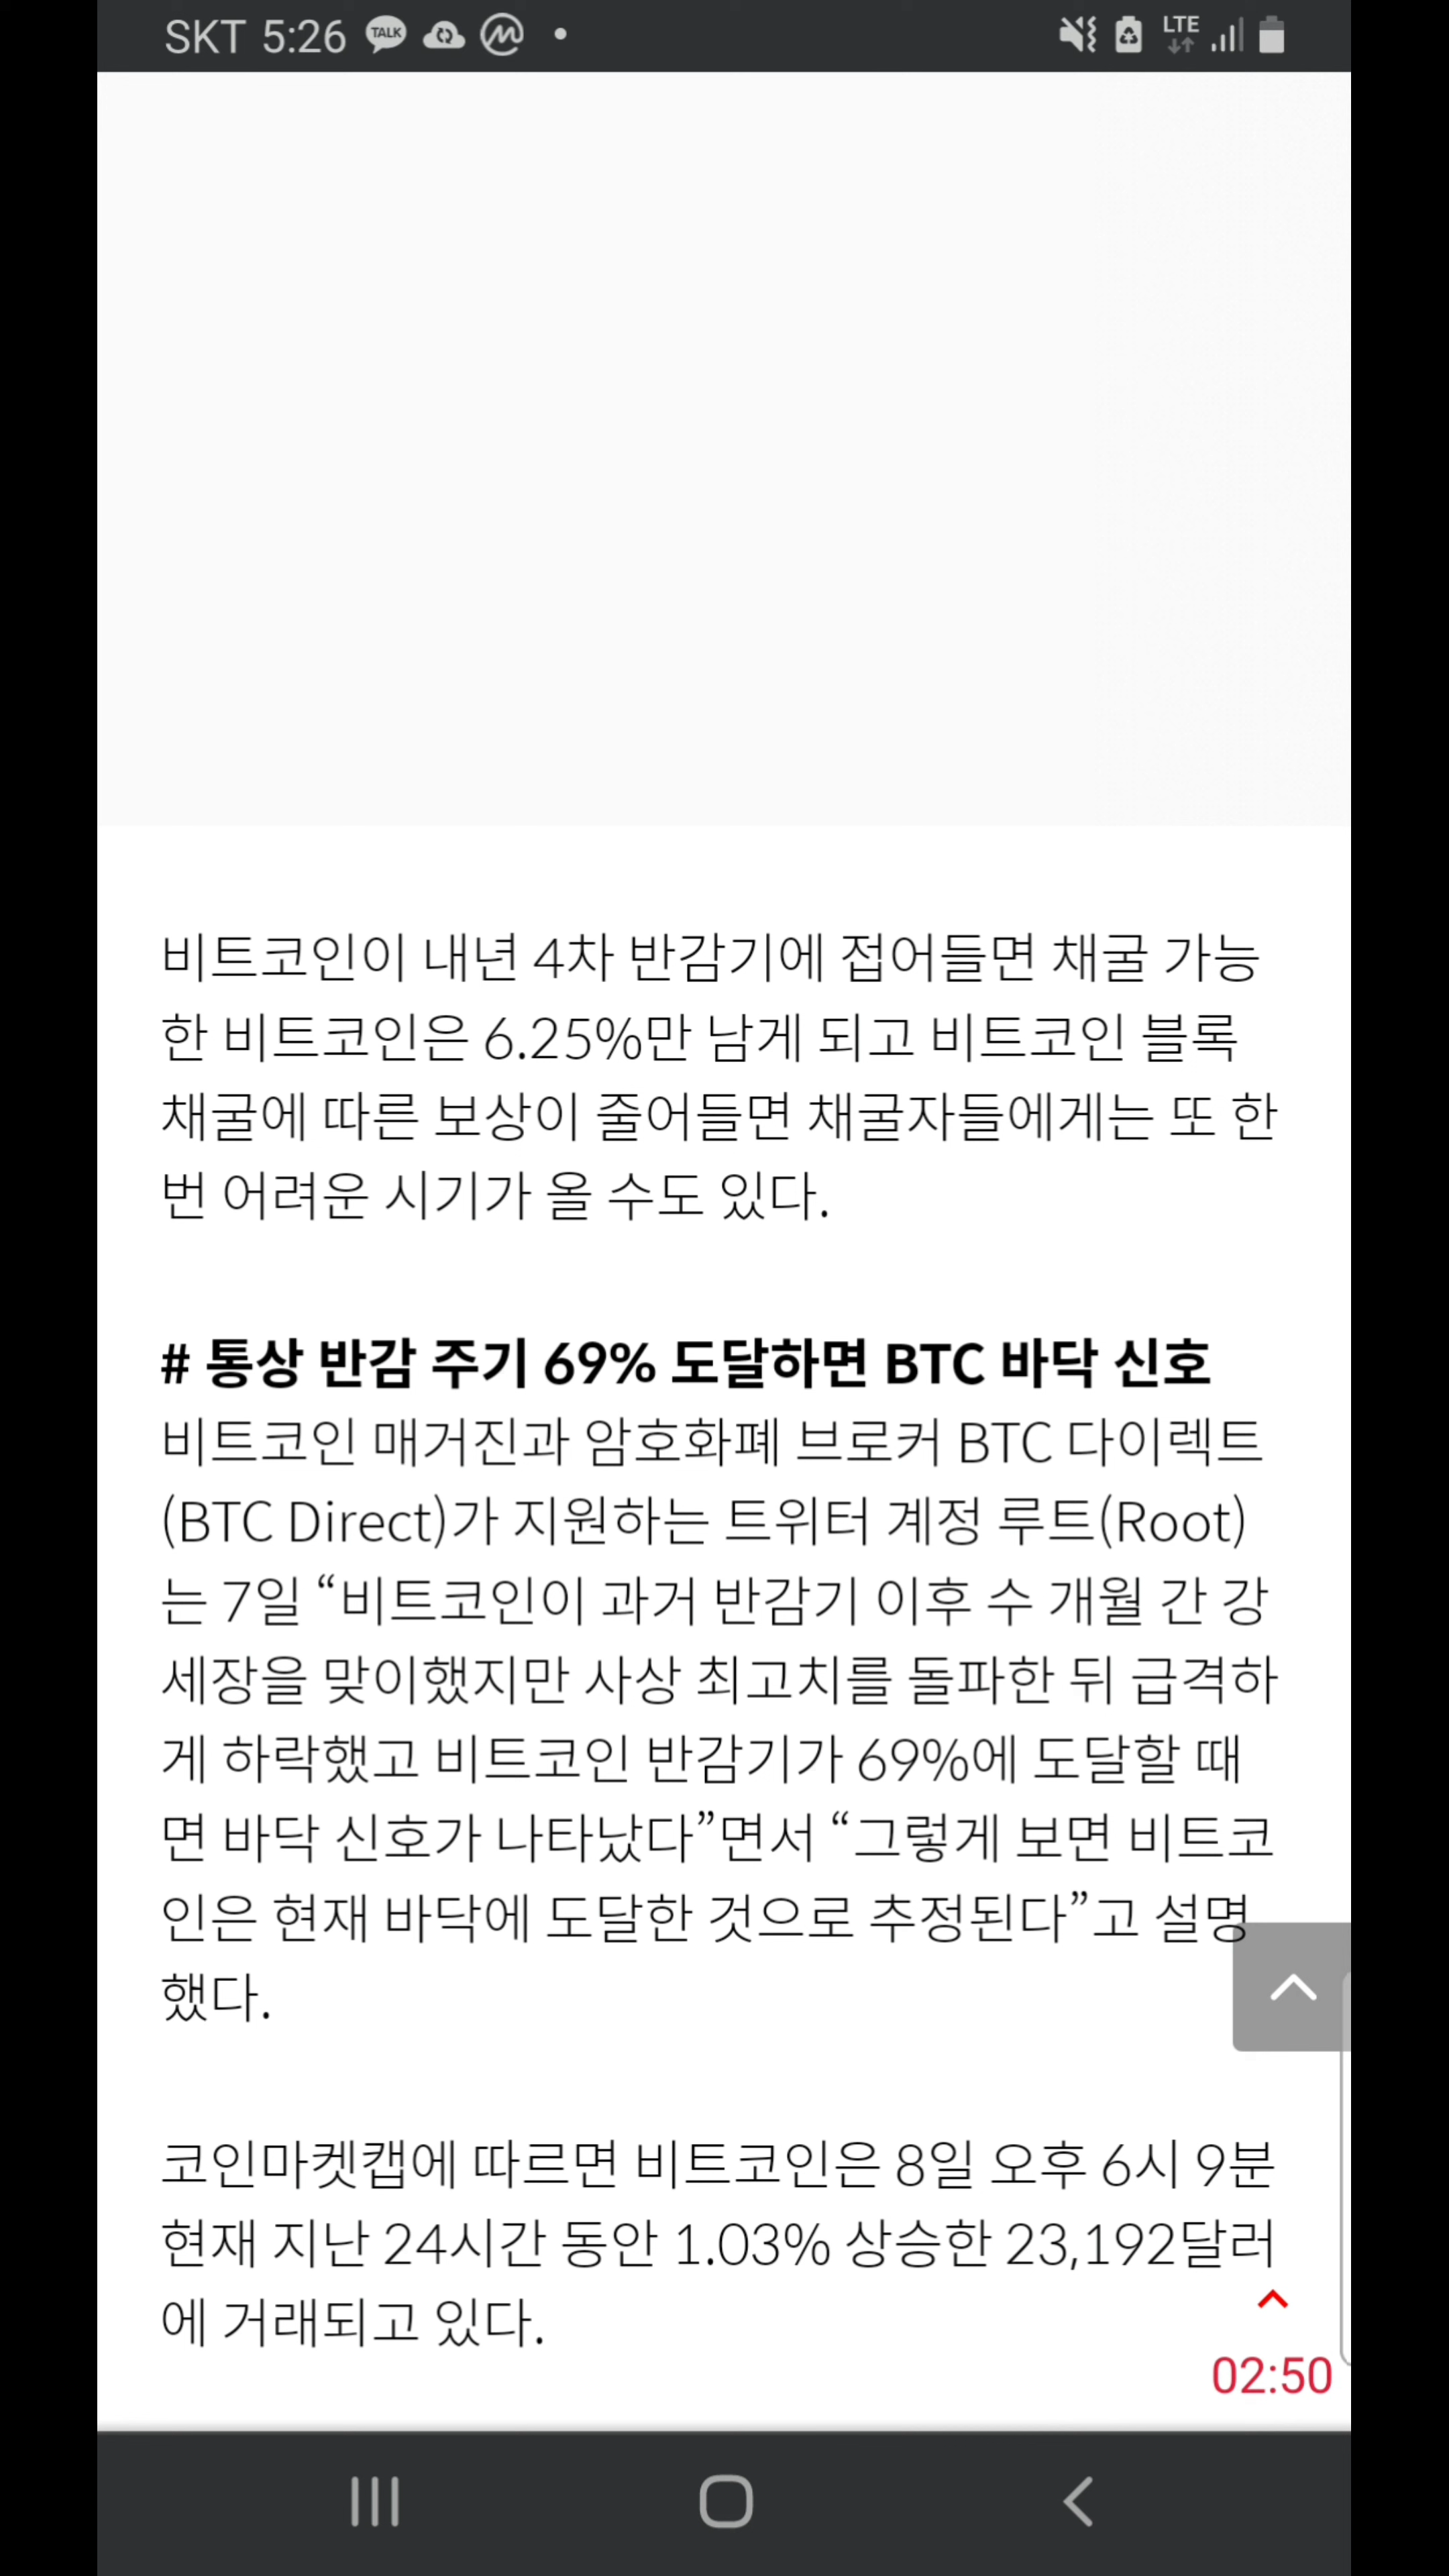 SKT 5:26 TALK
LTE
비트코인이 내년 4차 반감기에 접어들면 채굴 가능
한 비트코인은 6.25%만 남게 되고 비트코인 블록
채굴에 따른 보상이 줄어들면 채굴자들에게는 또 한
번 어려운 시기가 올 수도 있다.
# 통상 반감 주기 69% 도달하면 BTC 바닥 신호
비트코인 매거진과 암호화폐 브로커 BTC 다이렉트
(BTC Direct)가 지원하는 트위터 계정 루트(Root)
는 7일 “비트코인이 과거 반감기 이후 수 개월 간 강
세장을 맞이했지만 사상 최고치를 돌파한 뒤 급격하
게 하락했고 비트코인 반감기가 69%에 도달할 때
면 바닥 신호가 나타났다”면서 “그렇게 보면 비트코
인은 현재 바닥에 도달한 것으로 추정된다”고 설명
했다.
코인마켓캡에 따르면 비트코인은 8일 오후 6시 9분
현재 지난 24시간 동안 1.03% 상승한 23,192달러
에 거래되고 있다.
02:50